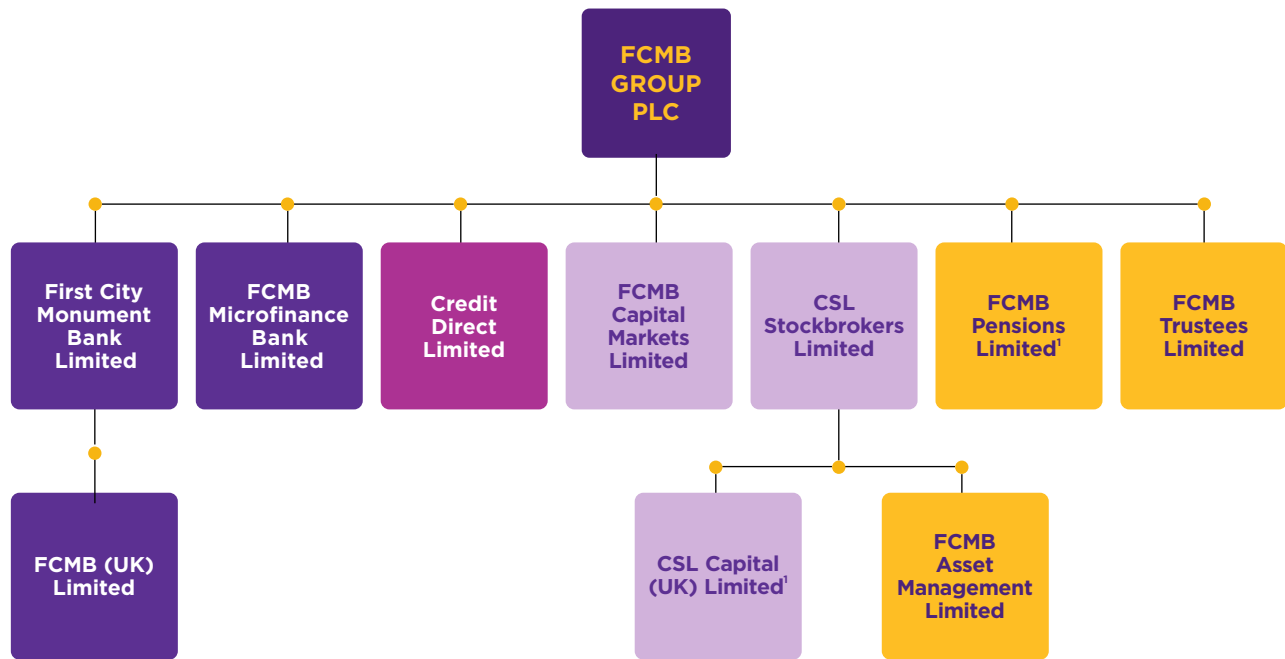 FCMB
GROUP
PLC
First City
Monument
Bank
Limited
FCMB
Microfinance
Bank
Limited
Credit
Direct
Limited
FCMB
Capital
Markets
Limited
CSL
Stockbrokers
Limited
FCMB
Pensions
Limited¹
FCMB
Trustees
Limited
FCMB (UK)
Limited
CSL Capital
(UK) Limited¹
FCMB
Asset
Management
Limited